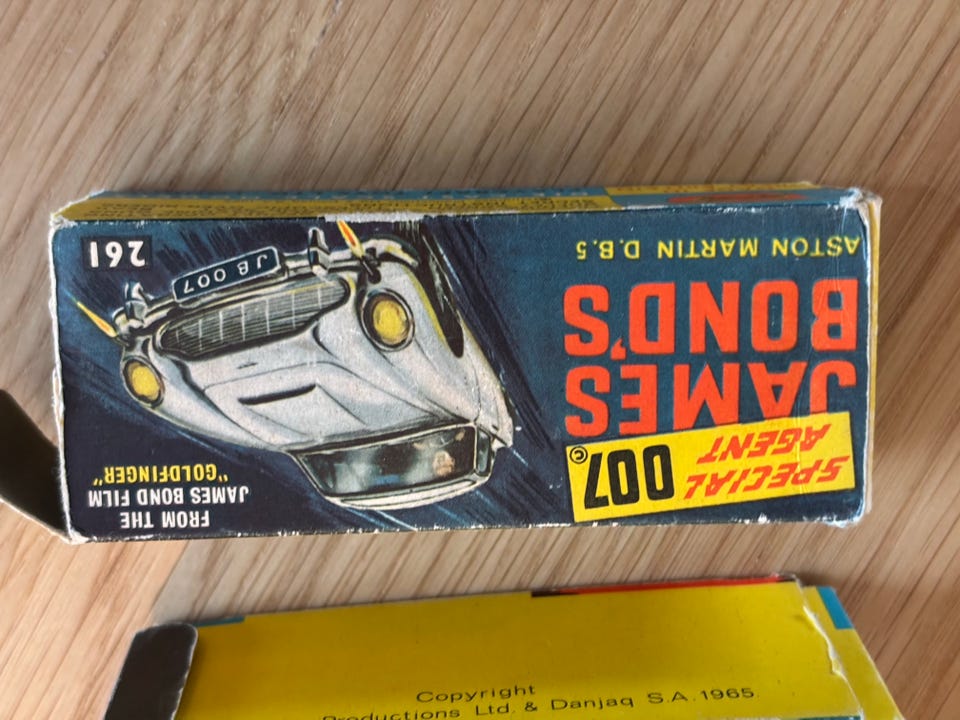 SPECIAL
AGENT
007©
JAMES
BOND'S
ASTON MARTIN D.B.5
FROM THE
JAMES BOND FILM
"GOLDFINGER"
JB 007
261
Copyright
Productions Ltd. & Danjaq S.A.1965.